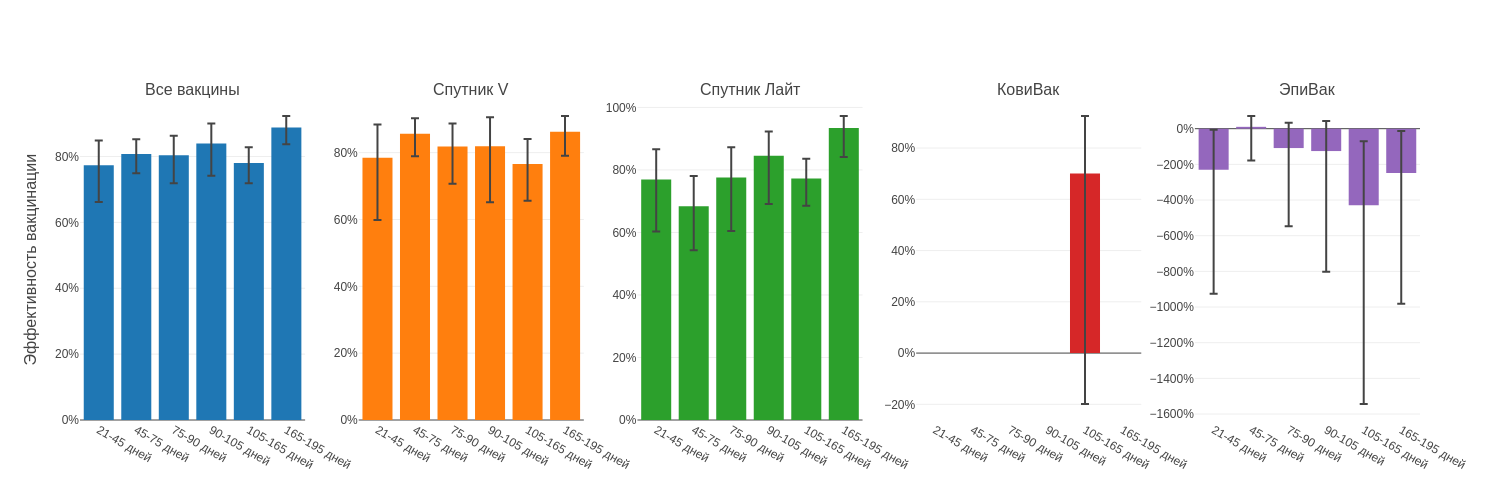 Все вакцины
Спутник V
Спутник Лайт
КовиВак
ЭпиВак
Эффективность вакцинации
80%
60%
40%
20%
0%
21-45 дней
45-75 дней
75-90 дней
90-105 дней
105-165 дней
165-195 дней
80%
60%
40%
20%
0%
21-45 дней
45-75 дней
75-90 дней
90-105 дней
105-165 дней
165-195 дней
100%
80%
60%
40%
20%
0%
21-45 дней
45-75 дней
75-90 дней
90-105 дней
105-165 дней
165-195 дней
80%
60%
40%
20%
0%
−20%
21-45 дней
45-75 дней
75-90 дней
90-105 дней
105-165 дней
165-195 дней
0%
−200%
−400%
−600%
−800%
−1000%
−1200%
−1400%
−1600%
21-45 дней
45-75 дней
75-90 дней
90-105 дней
105-165 дней
165-195 дней